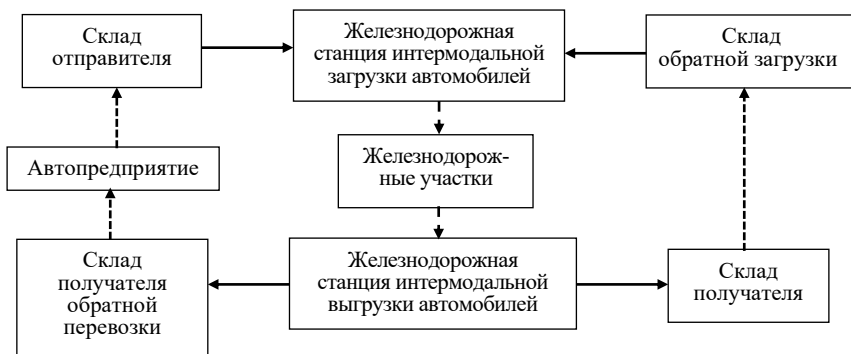 Склад
отправителя
Железнодорожная
станция интермодальной
загрузки автомобилей
Склад
обратной загрузки
Автопредприятие
Железнодорож-
ные участки
Склад
получателя
обратной
перевозки
Железнодорожная
станция интермодальной
выгрузки автомобилей
Склад
получателя